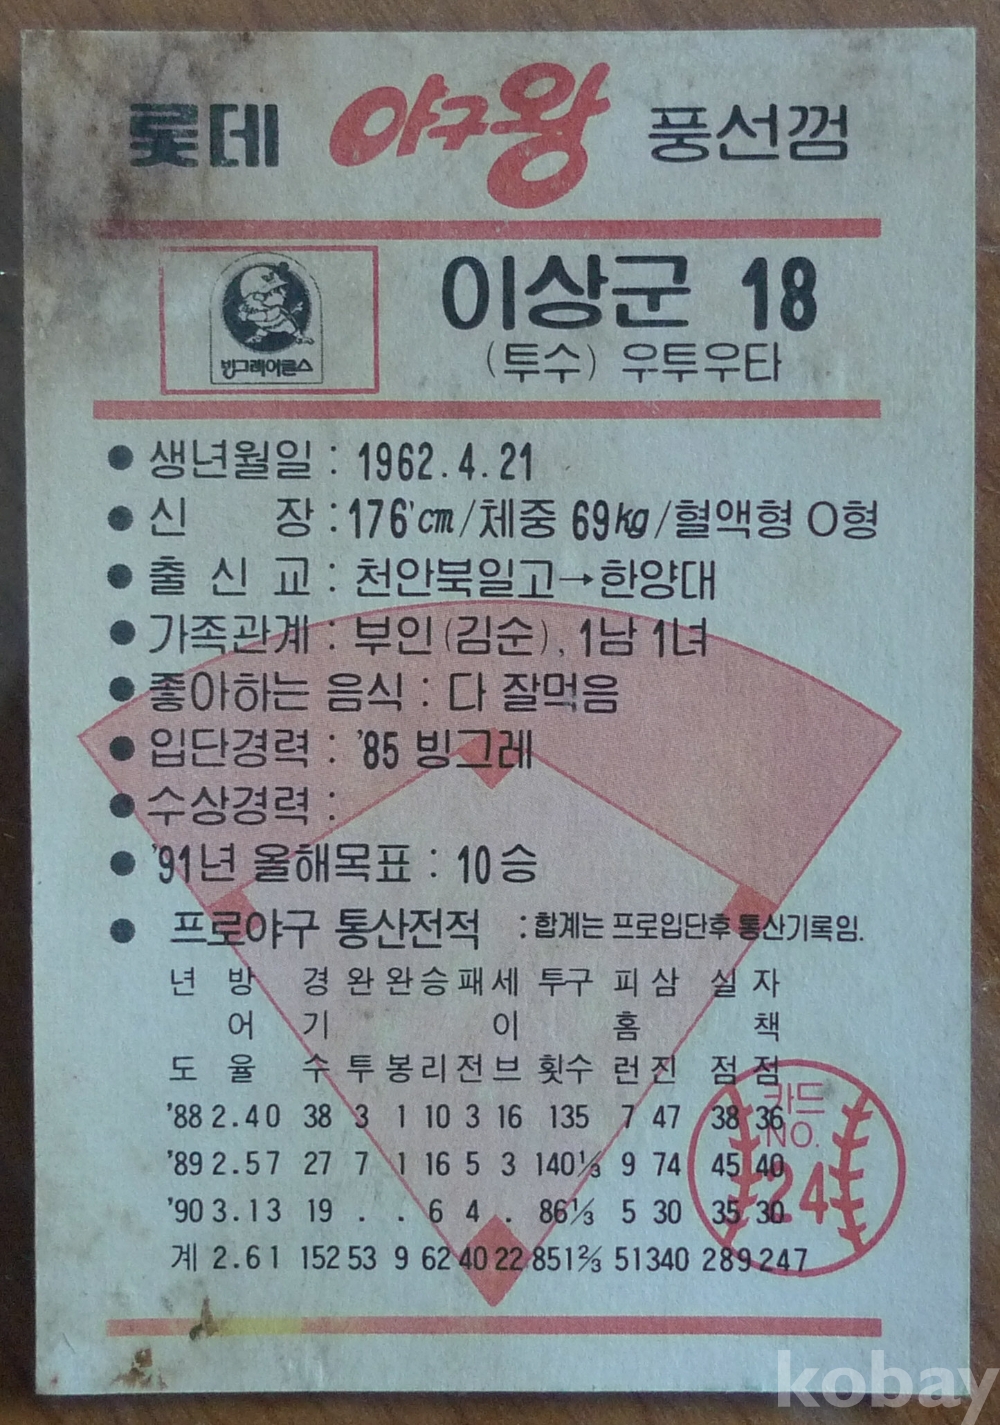 롯데 야구왕 풍선껌
빙그레이글스
이상군 18
(투수) 우투우타
● 생년월일 : 1962.4.21
● 신 장 : 176cm/체중 69kg/혈액형 O형
● 출 신 교 : 천안북일고→한양대
● 가족관계 : 부인(김순), 1남 1녀
● 좋아하는 음식 : 다 잘먹음
● 입단경력 : '85 빙그레
● 수상경력 :
● '91년 올해목표 : 10승
● 프로야구 통산전적 : 합계는 프로입단후 통산기록임.
년 방 경 완 완 승 패 세 투구 피 삼 실 자
어 기 이 홈 책
도 율 수 투 봉 리 전 브 횟수 런 진 점 점
'88 2.40 38 3 1 10 3 16 135 7 47 38 36
'89 2.57 27 7 1 16 5 3 140⅓ 9 74 45 40
'90 3.13 19 . . 6 4 . 86⅓ 5 30 35 30
계 2.61 152 53 9 62 40 22 851⅔ 51 340 289 247
카드
NO.
24
kobay